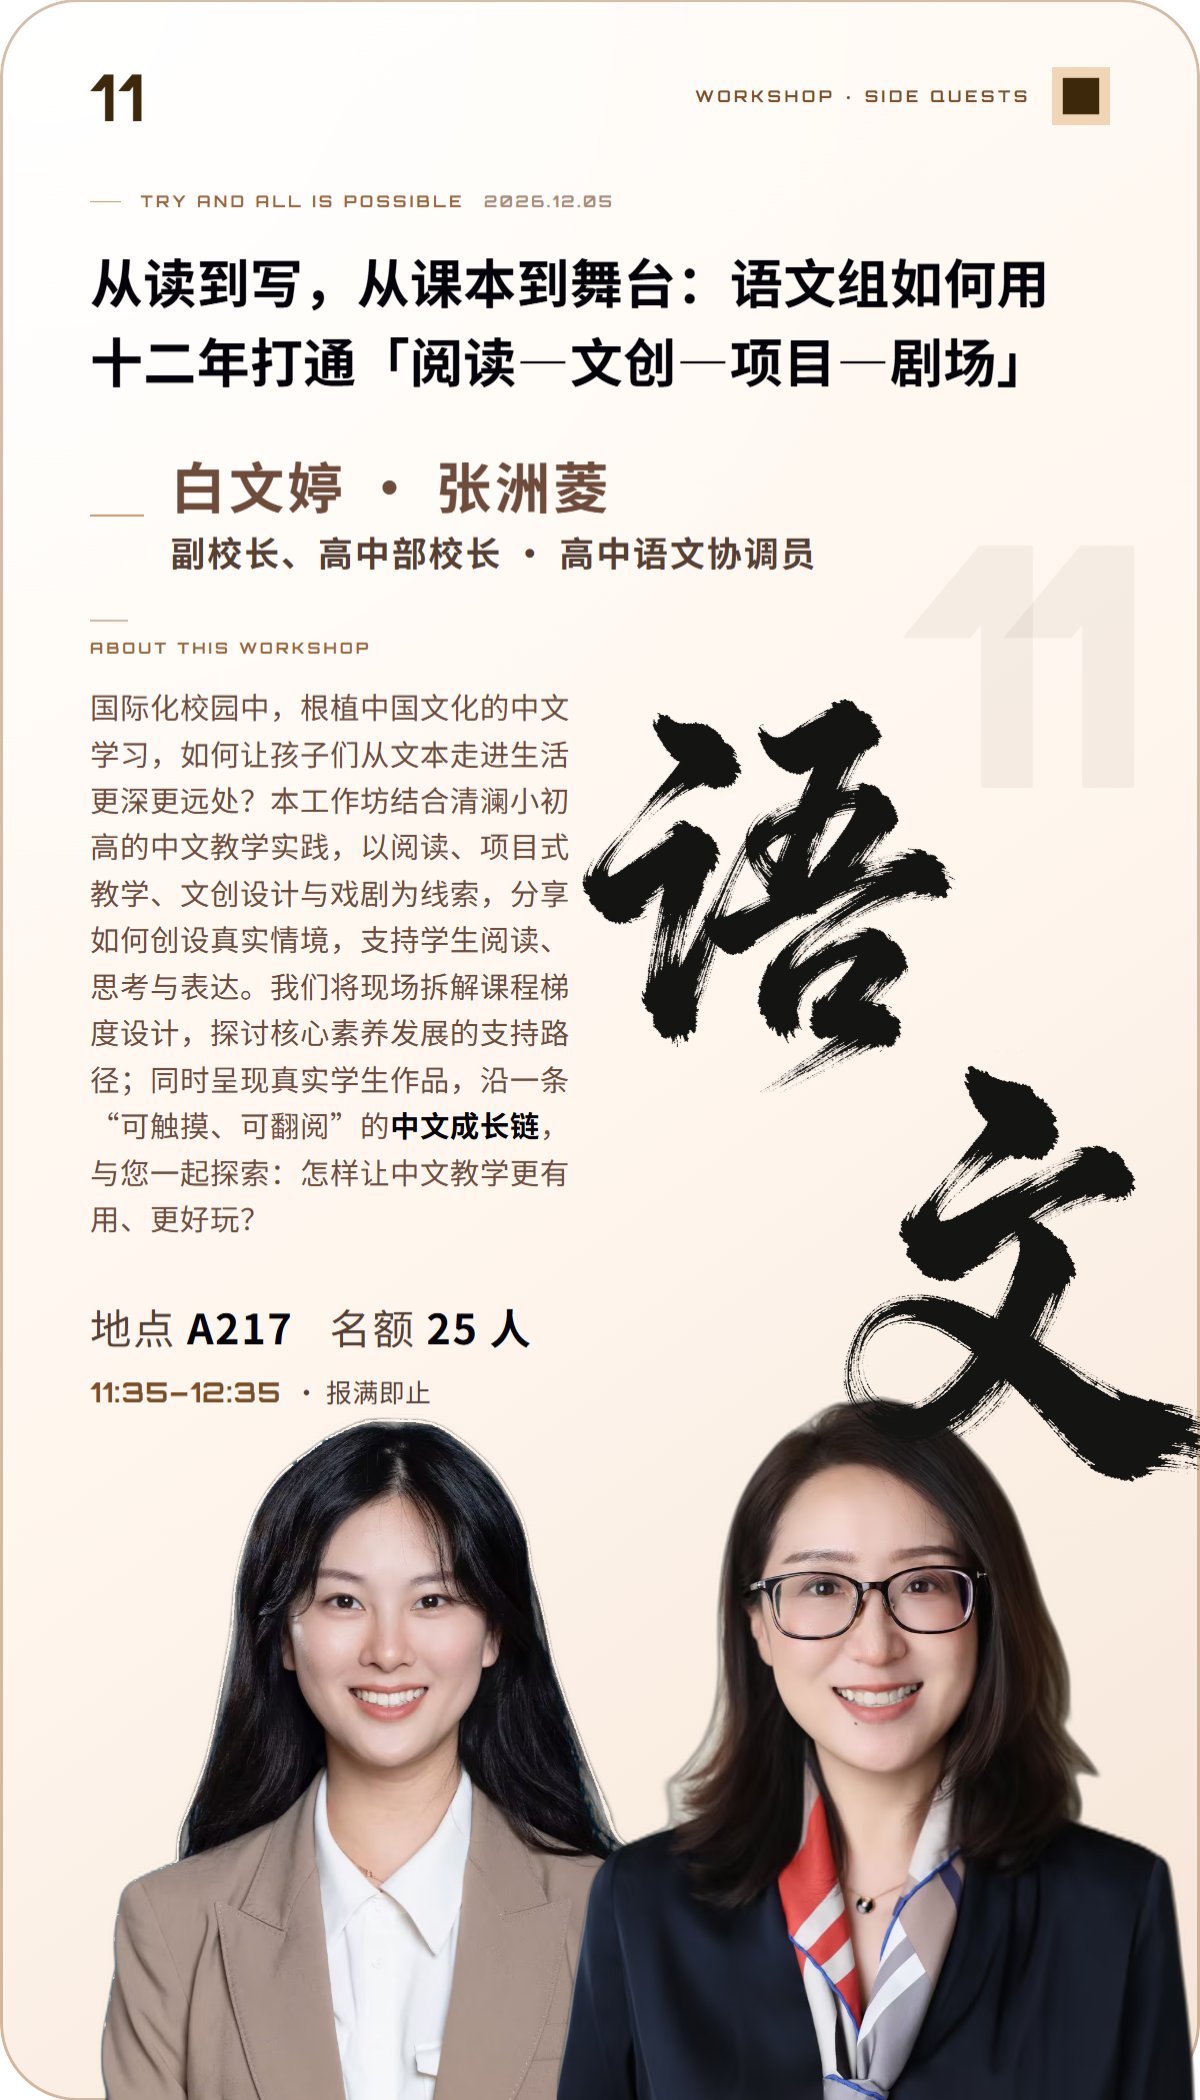 11
WORKSHOP · SIDE QUESTS
TRY AND ALL IS POSSIBLE 2026.12.05
从读到写，从课本到舞台：语文组如何用
十二年打通「阅读—文创—项目—剧场」
白文婷 · 张洲菱
副校长、高中部校长 · 高中语文协调员
11
ABOUT THIS WORKSHOP
国际化校园中，根植中国文化的中文
学习，如何让孩子们从文本走进生活
更深更远处？本工作坊结合清澜小初
高的中文教学实践，以阅读、项目式
教学、文创设计与戏剧为线索，分享
如何创设真实情境，支持学生阅读、
思考与表达。我们将现场拆解课程梯
度设计，探讨核心素养发展的支持路
径；同时呈现真实学生作品，沿一条
“可触摸、可翻阅”的中文成长链，
与您一起探索：怎样让中文教学更有
用、更好玩？
語
文
地点 A217 名额 25 人
11:35–12:35 · 报满即止